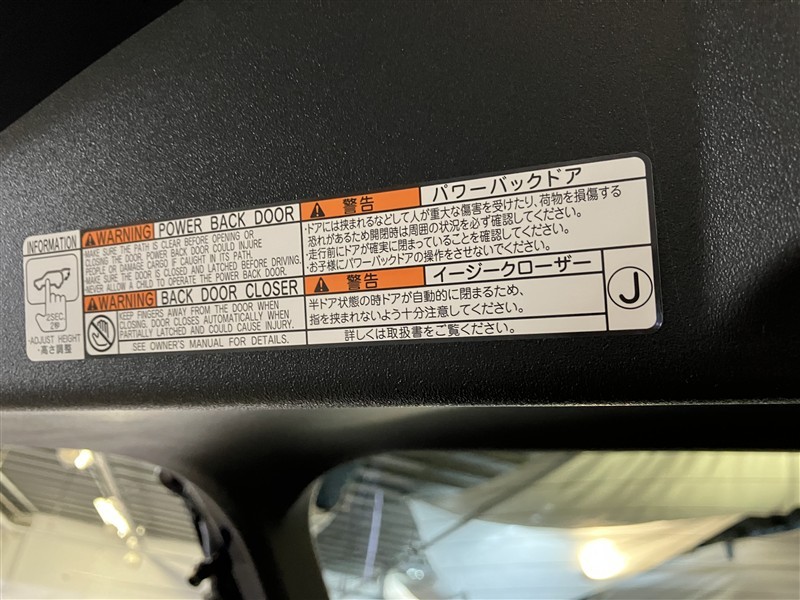 INFORMATION
2SEC.
2秒
·ADJUST HEIGHT
·高さ調整
WARNING POWER BACK DOOR
MAKE SURE THE PATH IS CLEAR BEFORE OPENING OR
CLOSING THE DOOR. POWER BACK DOOR COULD INJURE
PEOPLE OR DAMAGE CARGO IF CAUGHT IN ITS PATH.
MAKE SURE THE DOOR IS CLOSED AND LATCHED BEFORE DRIVING.
NEVER ALLOW A CHILD TO OPERATE THE POWER BACK DOOR.
WARNING BACK DOOR CLOSER
KEEP FINGERS AWAY FROM THE DOOR WHEN
CLOSING. DOOR CLOSES AUTOMATICALLY WHEN
PARTIALLY LATCHED AND COULD CAUSE INJURY.
SEE OWNER'S MANUAL FOR DETAILS.
警告 パワーバックドア
·ドアには挟まれるなどして人が重大な傷害を受けたり、荷物を損傷する
恐れがあるため開閉時は周囲の状況を必ず確認してください。
·走行前にドアが確実に閉まっていることを確認してください。
·お子様にパワーバックドアの操作をさせないでください。
警告 イージークローザー
半ドア状態の時ドアが自動的に閉まるため、
指を挟まれないよう十分注意してください。
詳しくは取扱書をご覧ください。
J